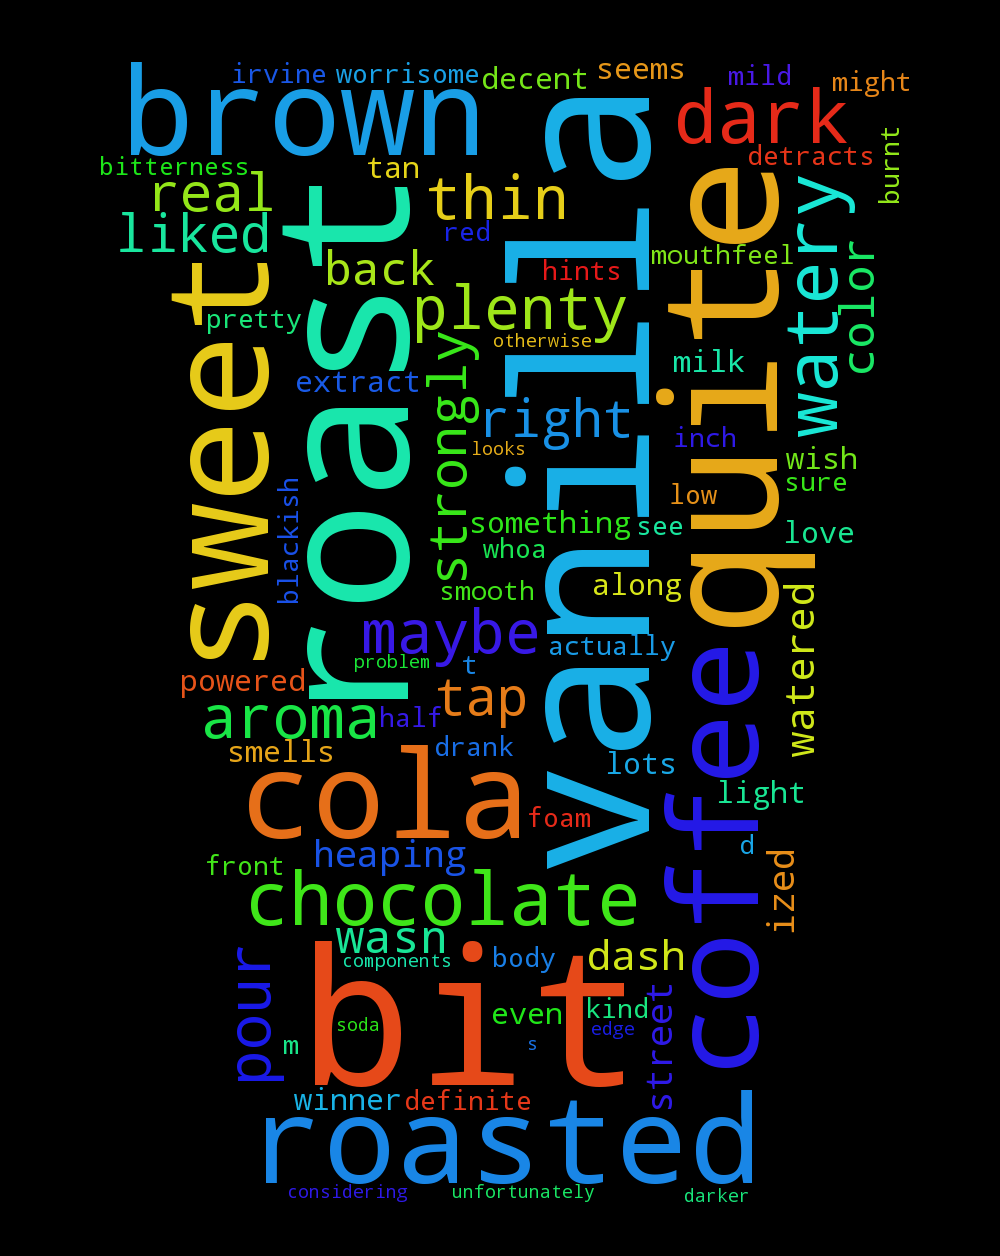 irvine
worrisome
decent
seems
mild
might
brown
dark
bitterness
tan
detracts
burnt
real
thin
liked
red
back
hints
mouthfeel
watery
color
sweet
roast
vanilla
quite
pretty
plenty
otherwise
extract
strongly
milk
right
looks
inch
wish
blackish
low
sure
something
see
love
whoa
smooth
along
watered
maybe
actually
problem
t
powered
tap
coffee
aroma
half
smells
drank
lots
cola
foam
light
front
heaping
d
ized
chocolate
wasn
components
body
dash
pour
bit
street
even
kind
soda
edge
m
s
winner
definite
roasted
considering
unfortunately
darker